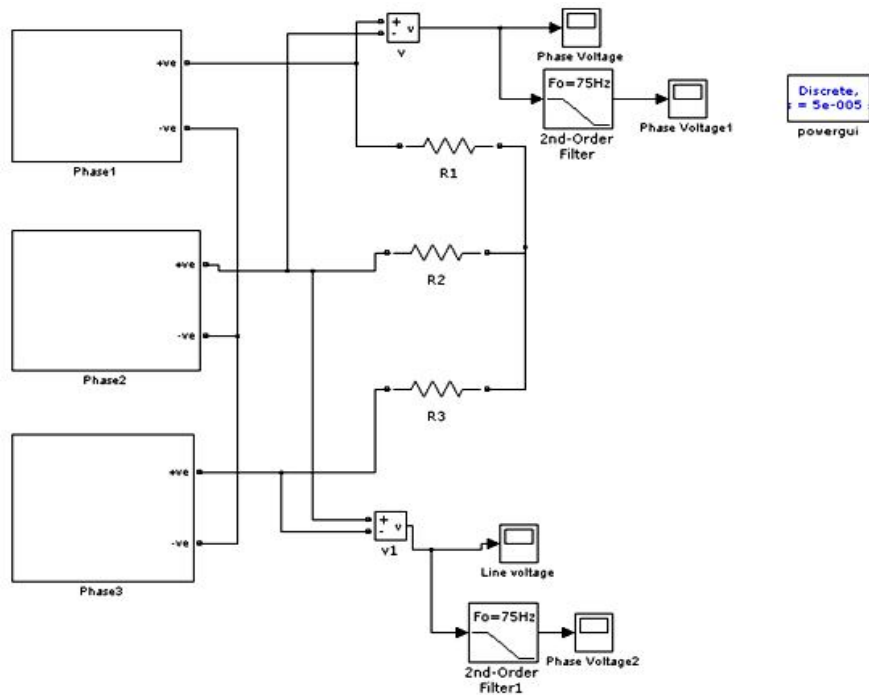 + v
-
v
Phase Voltage
+ve
-ve
Phase1
Fo=75Hz
2nd-Order
Filter
Phase Voltage1
Discrete,
s = 5e-005 s
powergui
R1
+ve
-ve
Phase2
R2
R3
+ve
-ve
Phase3
+ v
-
v1
Line voltage
Fo=75Hz
2nd-Order
Filter1
Phase Voltage2